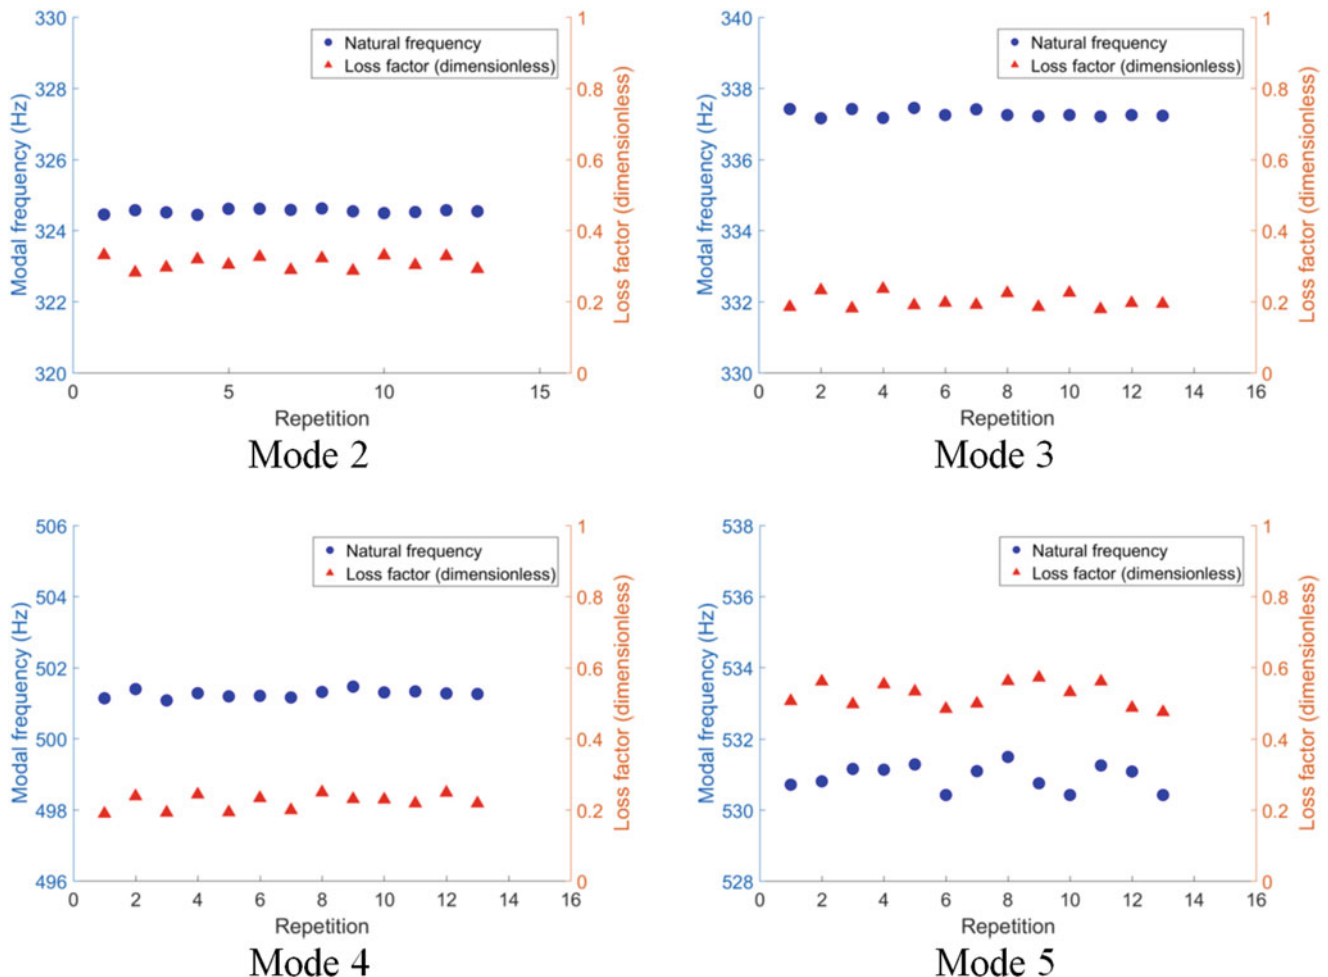 330
328
326
324
322
320
Modal frequency (Hz)
Natural frequency
Loss factor (dimensionless)
1
0.8
0.6
0.4
0.2
0
Loss factor (dimensionless)
0 5 10 15
Repetition
Mode 2
340
338
336
334
332
330
Modal frequency (Hz)
Natural frequency
Loss factor (dimensionless)
1
0.8
0.6
0.4
0.2
0
Loss factor (dimensionless)
0 2 4 6 8 10 12 14 16
Repetition
Mode 3
506
504
502
500
498
496
Modal frequency (Hz)
Natural frequency
Loss factor (dimensionless)
1
0.8
0.6
0.4
0.2
0
Loss factor (dimensionless)
0 2 4 6 8 10 12 14 16
Repetition
Mode 4
538
536
534
532
530
528
Modal frequency (Hz)
Natural frequency
Loss factor (dimensionless)
1
0.8
0.6
0.4
0.2
0
Loss factor (dimensionless)
0 2 4 6 8 10 12 14 16
Repetition
Mode 5